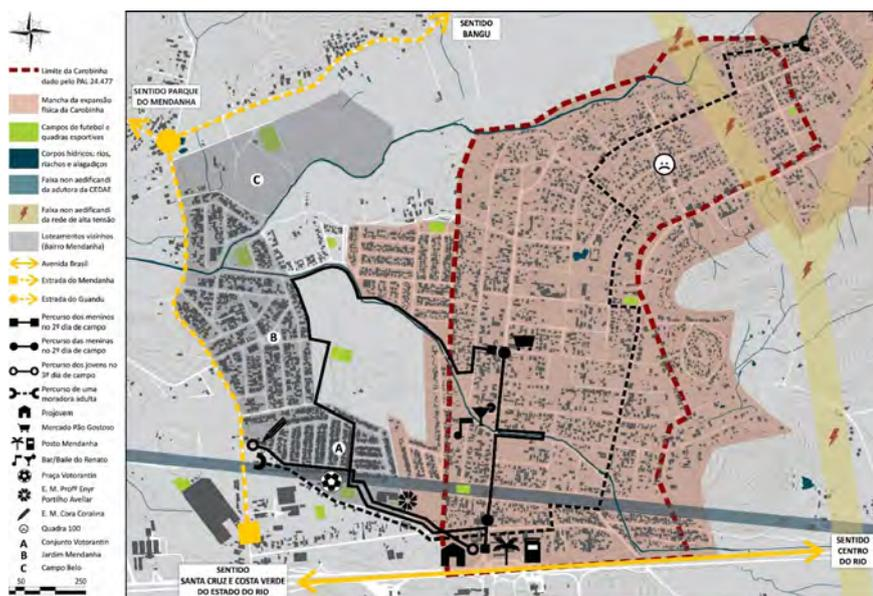 Limite da Carobinha
dado pelo PAL 24.477
Mancha da expansão
física da Carobinha
Campos de futebol e
quadras esportivas
Corpos hídricos: rios,
riachos e alagadiços
Faixa non aedificandi
da adutora da CEDAE
Faixa non aedificandi
da rede de alta tensão
Loteamentos vizinhos
(Bairro Mendanha)
Avenida Brasil
Estrada do Mendanha
Estrada do Guandu
Percurso dos meninos
no 2º dia de campo
Percurso das meninas
no 2º dia de campo
Percurso dos jovens no
3º dia de campo
Percurso de uma
moradora adulta
Projovem
Mercado Pão Gostoso
Posto Mendanha
Bar/Baile do Renato
Praça Votorantin
E. M. Profª Enyr
Portilho Avellar
E. M. Cora Coralina
Quadra 100
A Conjunto Votorantin
B Jardim Mendanha
C Campo Belo
50 50 250
SENTIDO
BANGU
SENTIDO PARQUE
DO MENDANHA
C
B
A
SENTIDO
SANTA CRUZ E COSTA VERDE
DO ESTADO DO RIO
SENTIDO
CENTRO
DO RIO